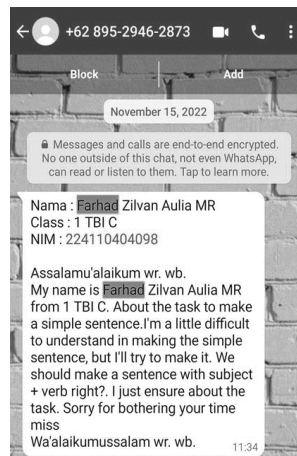 +62 895-2946-2873
Block
Add
November 15, 2022
Messages and calls are end-to-end encrypted.
No one outside of this chat, not even WhatsApp,
can read or listen to them. Tap to learn more.
Nama : Farhad Zilvan Aulia MR
Class : 1 TBI C
NIM : 224110404098
Assalamu'alaikum wr. wb.
My name is Farhad Zilvan Aulia MR
from 1 TBI C. About the task to make
a simple sentence.I'm a little difficult
to understand in making the simple
sentence, but I'll try to make it. We
should make a sentence with subject
+ verb right?. I just ensure about the
task. Sorry for bothering your time
miss
Wa'alaikumussalam wr. wb.
11:34